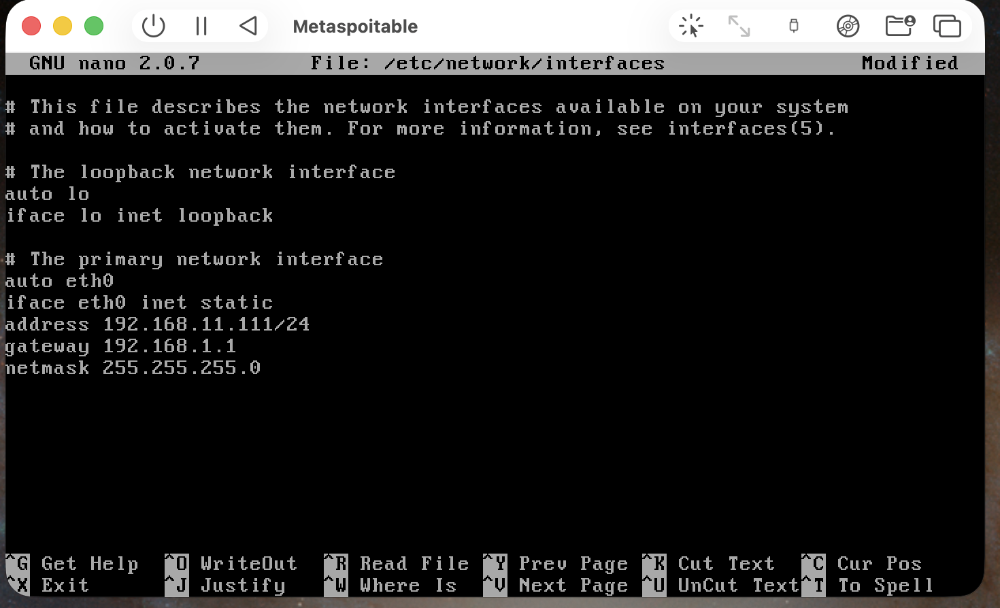 Metaspoitable
GNU nano 2.0.7 File: /etc/network/interfaces Modified
# This file describes the network interfaces available on your system
# and how to activate them. For more information, see interfaces(5).
# The loopback network interface
auto lo
iface lo inet loopback
# The primary network interface
auto eth0
iface eth0 inet static
address 192.168.11.111/24
gateway 192.168.1.1
netmask 255.255.255.0
^G Get Help ^O WriteOut ^R Read File ^Y Prev Page ^K Cut Text ^C Cur Pos
^X Exit ^J Justify ^W Where Is ^V Next Page ^U UnCut Text ^T To Spell